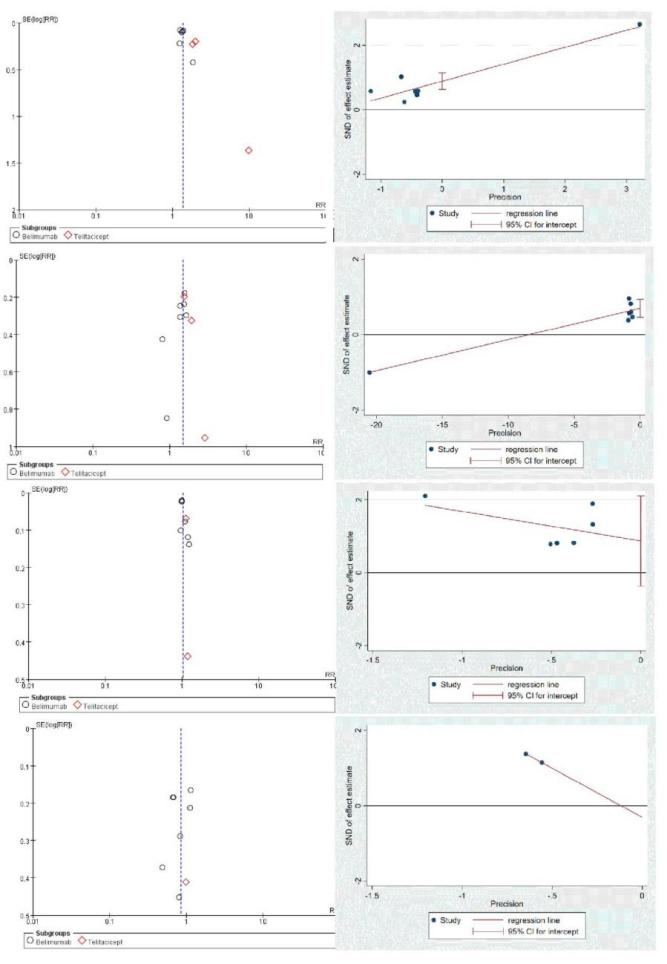 SE(log[RR])
0
0.5
1
1.5
2
0.01
0.1
1
10
RR
Subgroups
Belimumab
Telitacicept
SND of effect estimate
2
0
-2
-1
0
1
2
3
Precision
Study
regression line
95% CI for intercept
SE(log[RR])
0
0.2
0.4
0.6
0.8
1
0.01
0.1
1
10
RR
Subgroups
Belimumab
Telitacicept
SND of effect estimate
2
0
-2
-20
-15
-10
-5
0
Precision
Study
regression line
95% CI for intercept
SE(log[RR])
0
0.1
0.2
0.3
0.4
0.5
0.01
0.1
1
10
RR
Subgroups
Belimumab
Telitacicept
SND of effect estimate
2
0
-2
-1.5
-1
-.5
0
Precision
Study
regression line
95% CI for intercept
SE(log[RR])
0
0.1
0.2
0.3
0.4
0.5
0.01
0.1
1
10
R
Subgroups
Belimumab
Telitacicept
SND of effect estimate
2
0
-2
-1.5
-1
-.5
0
Precision
Study
regression line
95% CI for intercept